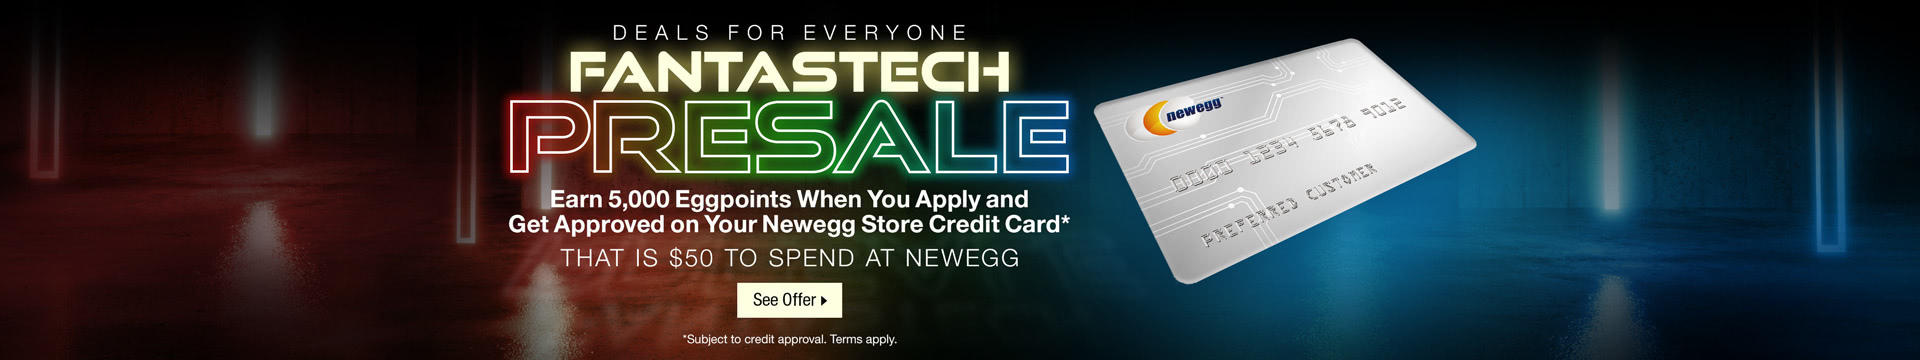 DEALS FOR EVERYONE
FANTASTECH
PRESALE
Earn 5,000 Eggpoints When You Apply and
Get Approved on Your Newegg Store Credit Card*
THAT IS $50 TO SPEND AT NEWEGG
See Offer
*Subject to credit approval. Terms apply.
newegg™
0000 1234 5678 9012
PREFERRED CUSTOMER